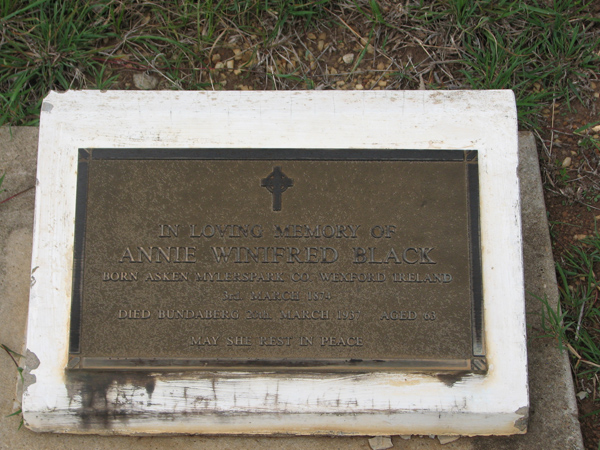 IN LOVING MEMORY OF
ANNIE WINIFRED BLACK
BORN ASKEN MYLERSPARK CO WEXFORD IRELAND
3RD. MARCH 1874
DIED BUNDABERG 20TH. MARCH 1937 AGED 63
MAY SHE REST IN PEACE